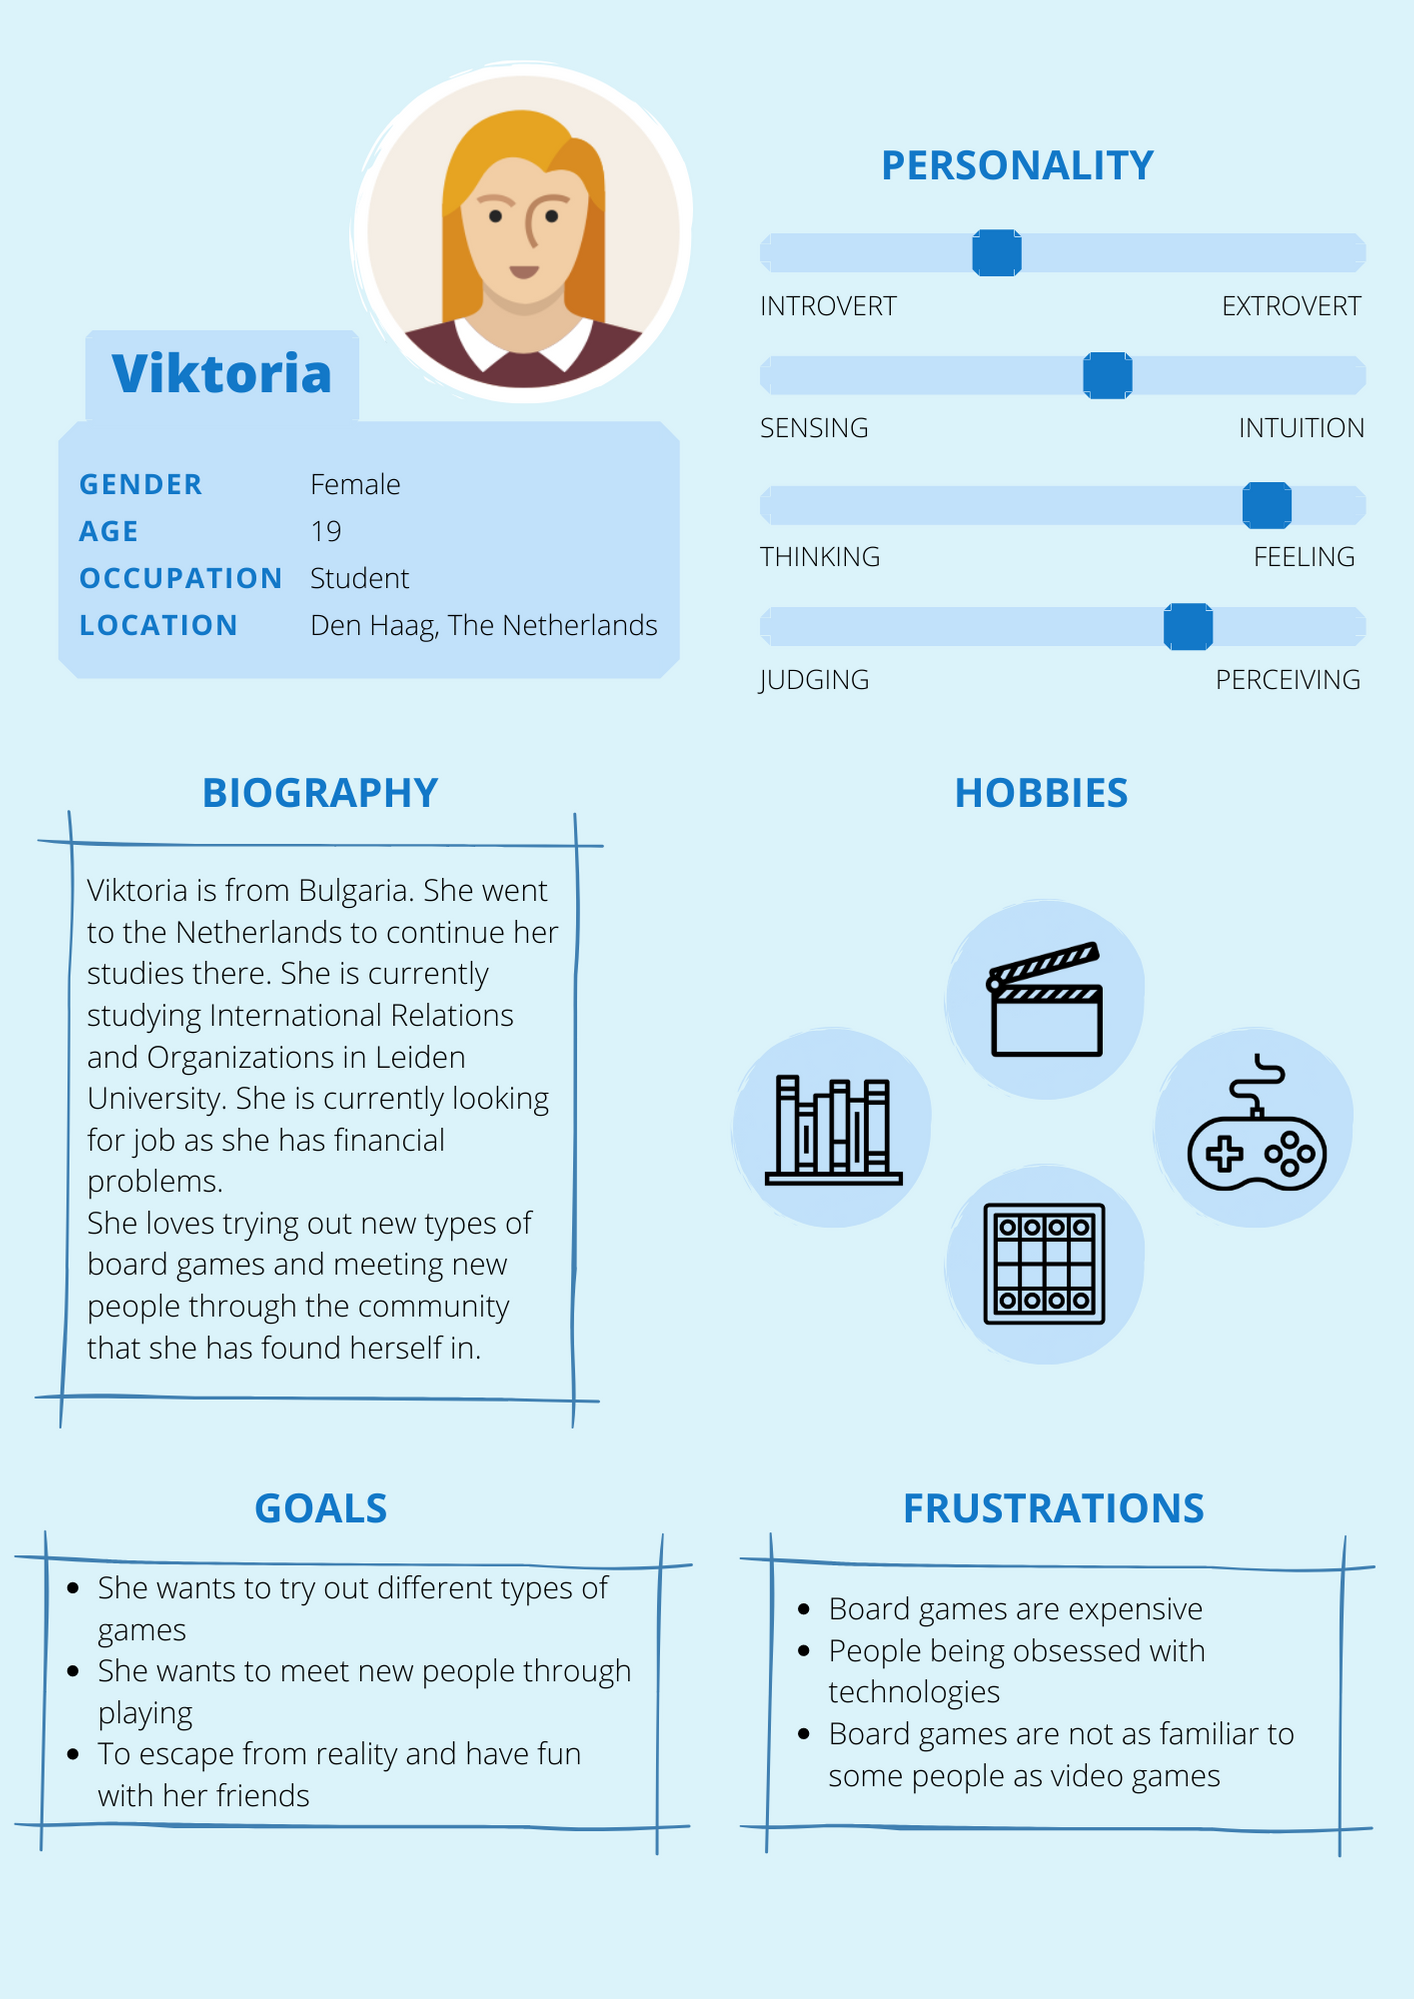 Viktoria
GENDER Female
AGE 19
OCCUPATION Student
LOCATION Den Haag, The Netherlands
PERSONALITY
INTROVERT EXTROVERT
SENSING INTUITION
THINKING FEELING
JUDGING PERCEIVING
BIOGRAPHY
Viktoria is from Bulgaria. She went
to the Netherlands to continue her
studies there. She is currently
studying International Relations
and Organizations in Leiden
University. She is currently looking
for job as she has financial
problems.
She loves trying out new types of
board games and meeting new
people through the community
that she has found herself in.
HOBBIES
GOALS
• She wants to try out different types of
games
• She wants to meet new people through
playing
• To escape from reality and have fun
with her friends
FRUSTRATIONS
• Board games are expensive
• People being obsessed with
technologies
• Board games are not as familiar to
some people as video games